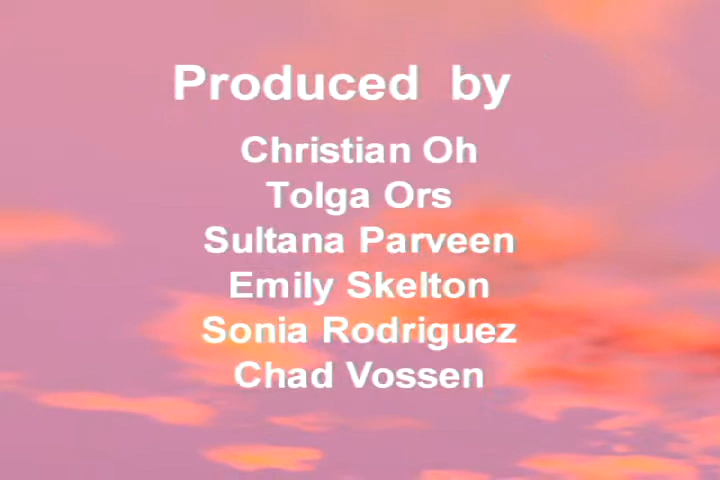 Produced by
Christian Oh
Tolga Ors
Sultana Parveen
Emily Skelton
Sonia Rodriguez
Chad Vossen